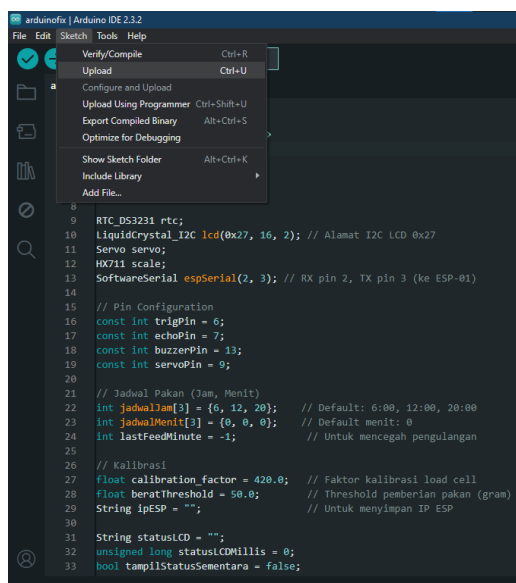 arduinofix | Arduino IDE 2.3.2
File Edit Sketch Tools Help
Verify/Compile Ctrl+R
Upload Ctrl+U
Configure and Upload
Upload Using Programmer Ctrl+Shift+U
Export Compiled Binary Alt+Ctrl+S
Optimize for Debugging
Show Sketch Folder Alt+Ctrl+K
Include Library
Add File...
8
9 RTC_DS3231 rtc;
10 LiquidCrystal_I2C lcd(0x27, 16, 2); // Alamat I2C LCD 0x27
11 Servo servo;
12 HX711 scale;
13 SoftwareSerial espSerial(2, 3); // RX pin 2, TX pin 3 (ke ESP-01)
14
15 // Pin Configuration
16 const int trigPin = 6;
17 const int echoPin = 7;
18 const int buzzerPin = 13;
19 const int servoPin = 9;
20
21 // Jadwal Pakan (Jam, Menit)
22 int jadwalJam[3] = {6, 12, 20}; // Default: 6:00, 12:00, 20:00
23 int jadwalMenit[3] = {0, 0, 0}; // Default menit: 0
24 int lastFeedMinute = -1; // Untuk mencegah pengulangan
25
26 // Kalibrasi
27 float calibration_factor = 420.0; // Faktor kalibrasi load cell
28 float beratThreshold = 50.0; // Threshold pemberian pakan (gram)
29 String ipESP = ""; // Untuk menyimpan IP ESP
30
31 String statusLCD = "";
32 unsigned long statusLCDMillis = 0;
33 bool tampilStatusSementara = false;